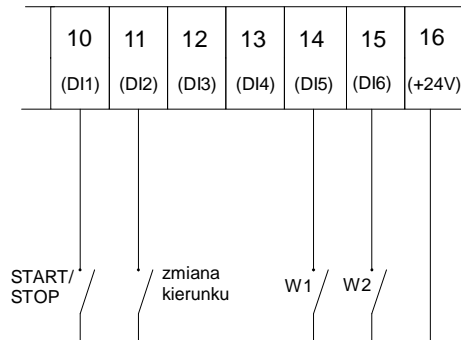 10 11 12 13 14 15 16
(DI1) (DI2) (DI3) (DI4) (DI5) (DI6) (+24V)
START/
STOP
zmiana
kierunku
W1
W2